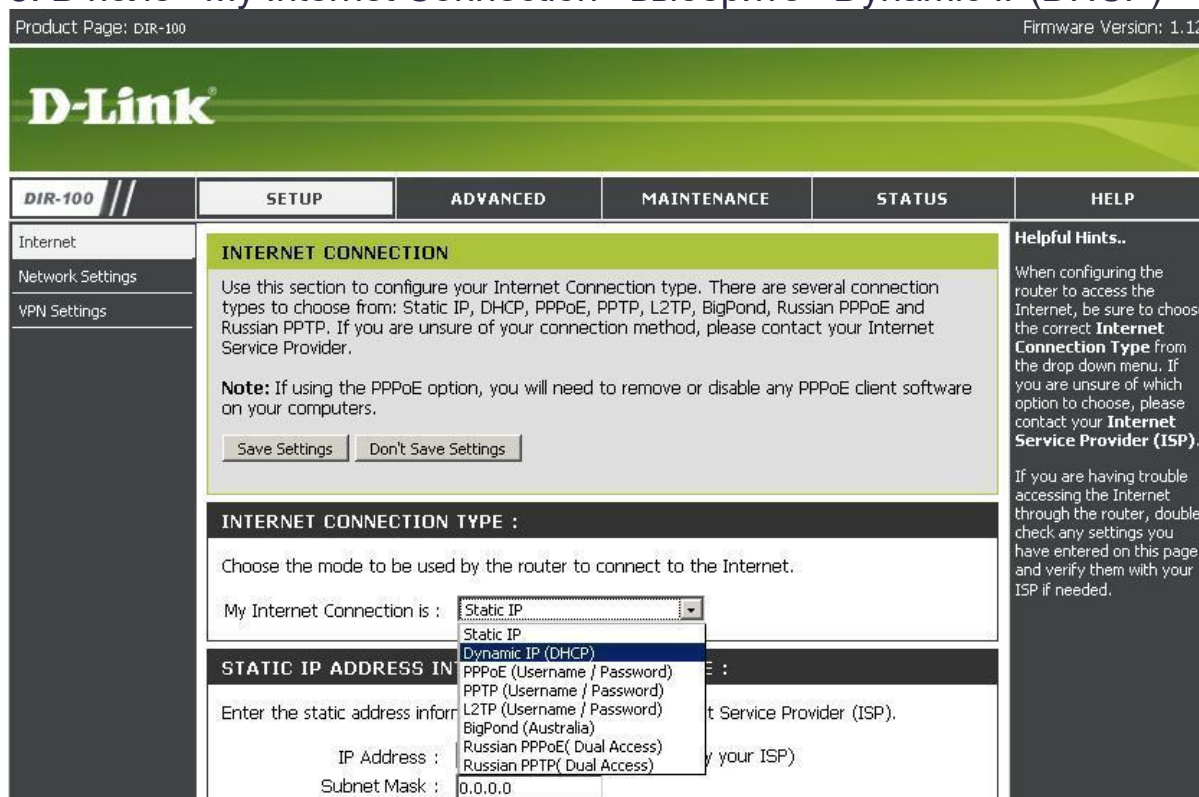 My Internet Connection
Dynamic IP (DHCP)
Product Page: DIR-100
Firmware Version: 1.12
D-Link
DIR-100
SETUP
ADVANCED
MAINTENANCE
STATUS
HELP
Internet
Network Settings
VPN Settings
INTERNET CONNECTION
Use this section to configure your Internet Connection type. There are several connection
types to choose from: Static IP, DHCP, PPPoE, PPTP, L2TP, BigPond, Russian PPPoE and
Russian PPTP. If you are unsure of your connection method, please contact your Internet
Service Provider.
Note: If using the PPPoE option, you will need to remove or disable any PPPoE client software
on your computers.
Save Settings
Don't Save Settings
INTERNET CONNECTION TYPE :
Choose the mode to be used by the router to connect to the Internet.
My Internet Connection is : Static IP
Static IP
Dynamic IP (DHCP)
PPPoE (Username / Password)
PPTP (Username / Password)
L2TP (Username / Password)
BigPond (Australia)
Russian PPPoE( Dual Access)
Russian PPTP( Dual Access)
STATIC IP ADDRESS IN E :
Enter the static address infor t Service Provider (ISP).
IP Address : y your ISP)
Subnet Mask : 0.0.0.0
Helpful Hints..
When configuring the
router to access the
Internet, be sure to choos
the correct Internet
Connection Type from
the drop down menu. If
you are unsure of which
option to choose, please
contact your Internet
Service Provider (ISP).
If you are having trouble
accessing the Internet
through the router, double
check any settings you
have entered on this page
and verify them with your
ISP if needed.